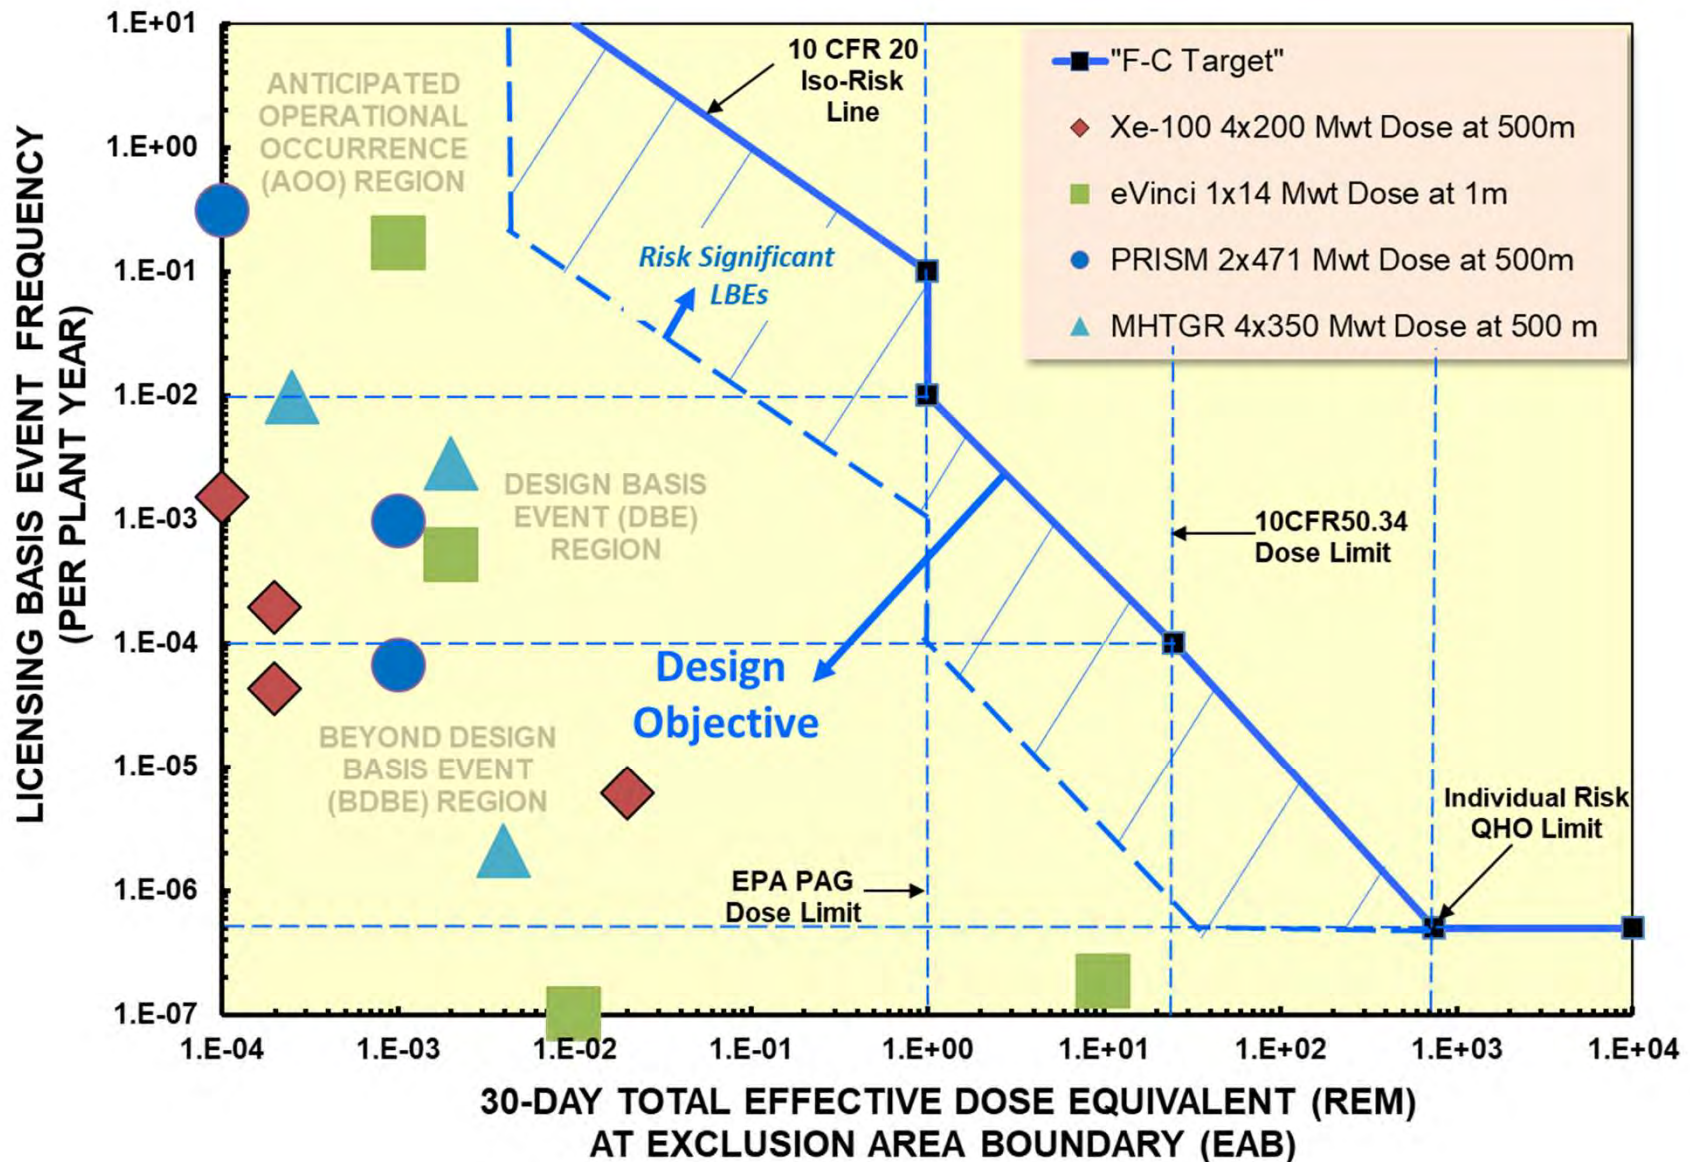 1.E+01
1.E+00
1.E-01
1.E-02
1.E-03
1.E-04
1.E-05
1.E-06
1.E-07
LICENSING BASIS EVENT FREQUENCY
(PER PLANT YEAR)
ANTICIPATED
OPERATIONAL
OCCURRENCE
(AOO) REGION
10 CFR 20
Iso-Risk
Line
"F-C Target"
Xe-100 4x200 Mwt Dose at 500m
eVinci 1x14 Mwt Dose at 1m
PRISM 2x471 Mwt Dose at 500m
MHTGR 4x350 Mwt Dose at 500 m
Risk Significant
LBEs
DESIGN BASIS
EVENT (DBE)
REGION
10CFR50.34
Dose Limit
Design
Objective
BEYOND DESIGN
BASIS EVENT
(BDBE) REGION
Individual Risk
QHO Limit
EPA PAG
Dose Limit
1.E-04
1.E-03
1.E-02
1.E-01
1.E+00
1.E+01
1.E+02
1.E+03
1.E+04
30-DAY TOTAL EFFECTIVE DOSE EQUIVALENT (REM)
AT EXCLUSION AREA BOUNDARY (EAB)